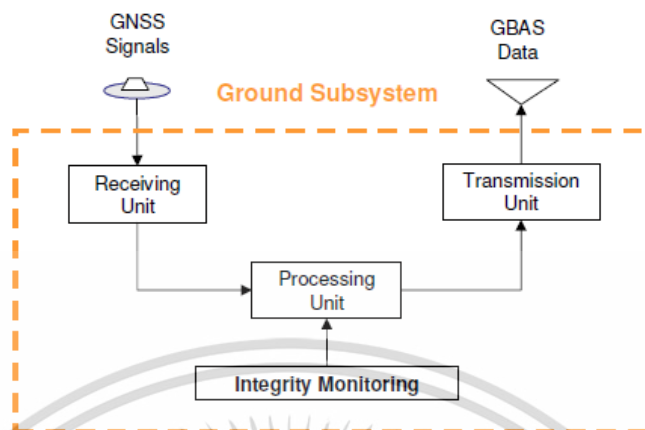 GNSS
Signals
GBAS
Data
Ground Subsystem
Receiving
Unit
Transmission
Unit
Processing
Unit
Integrity Monitoring